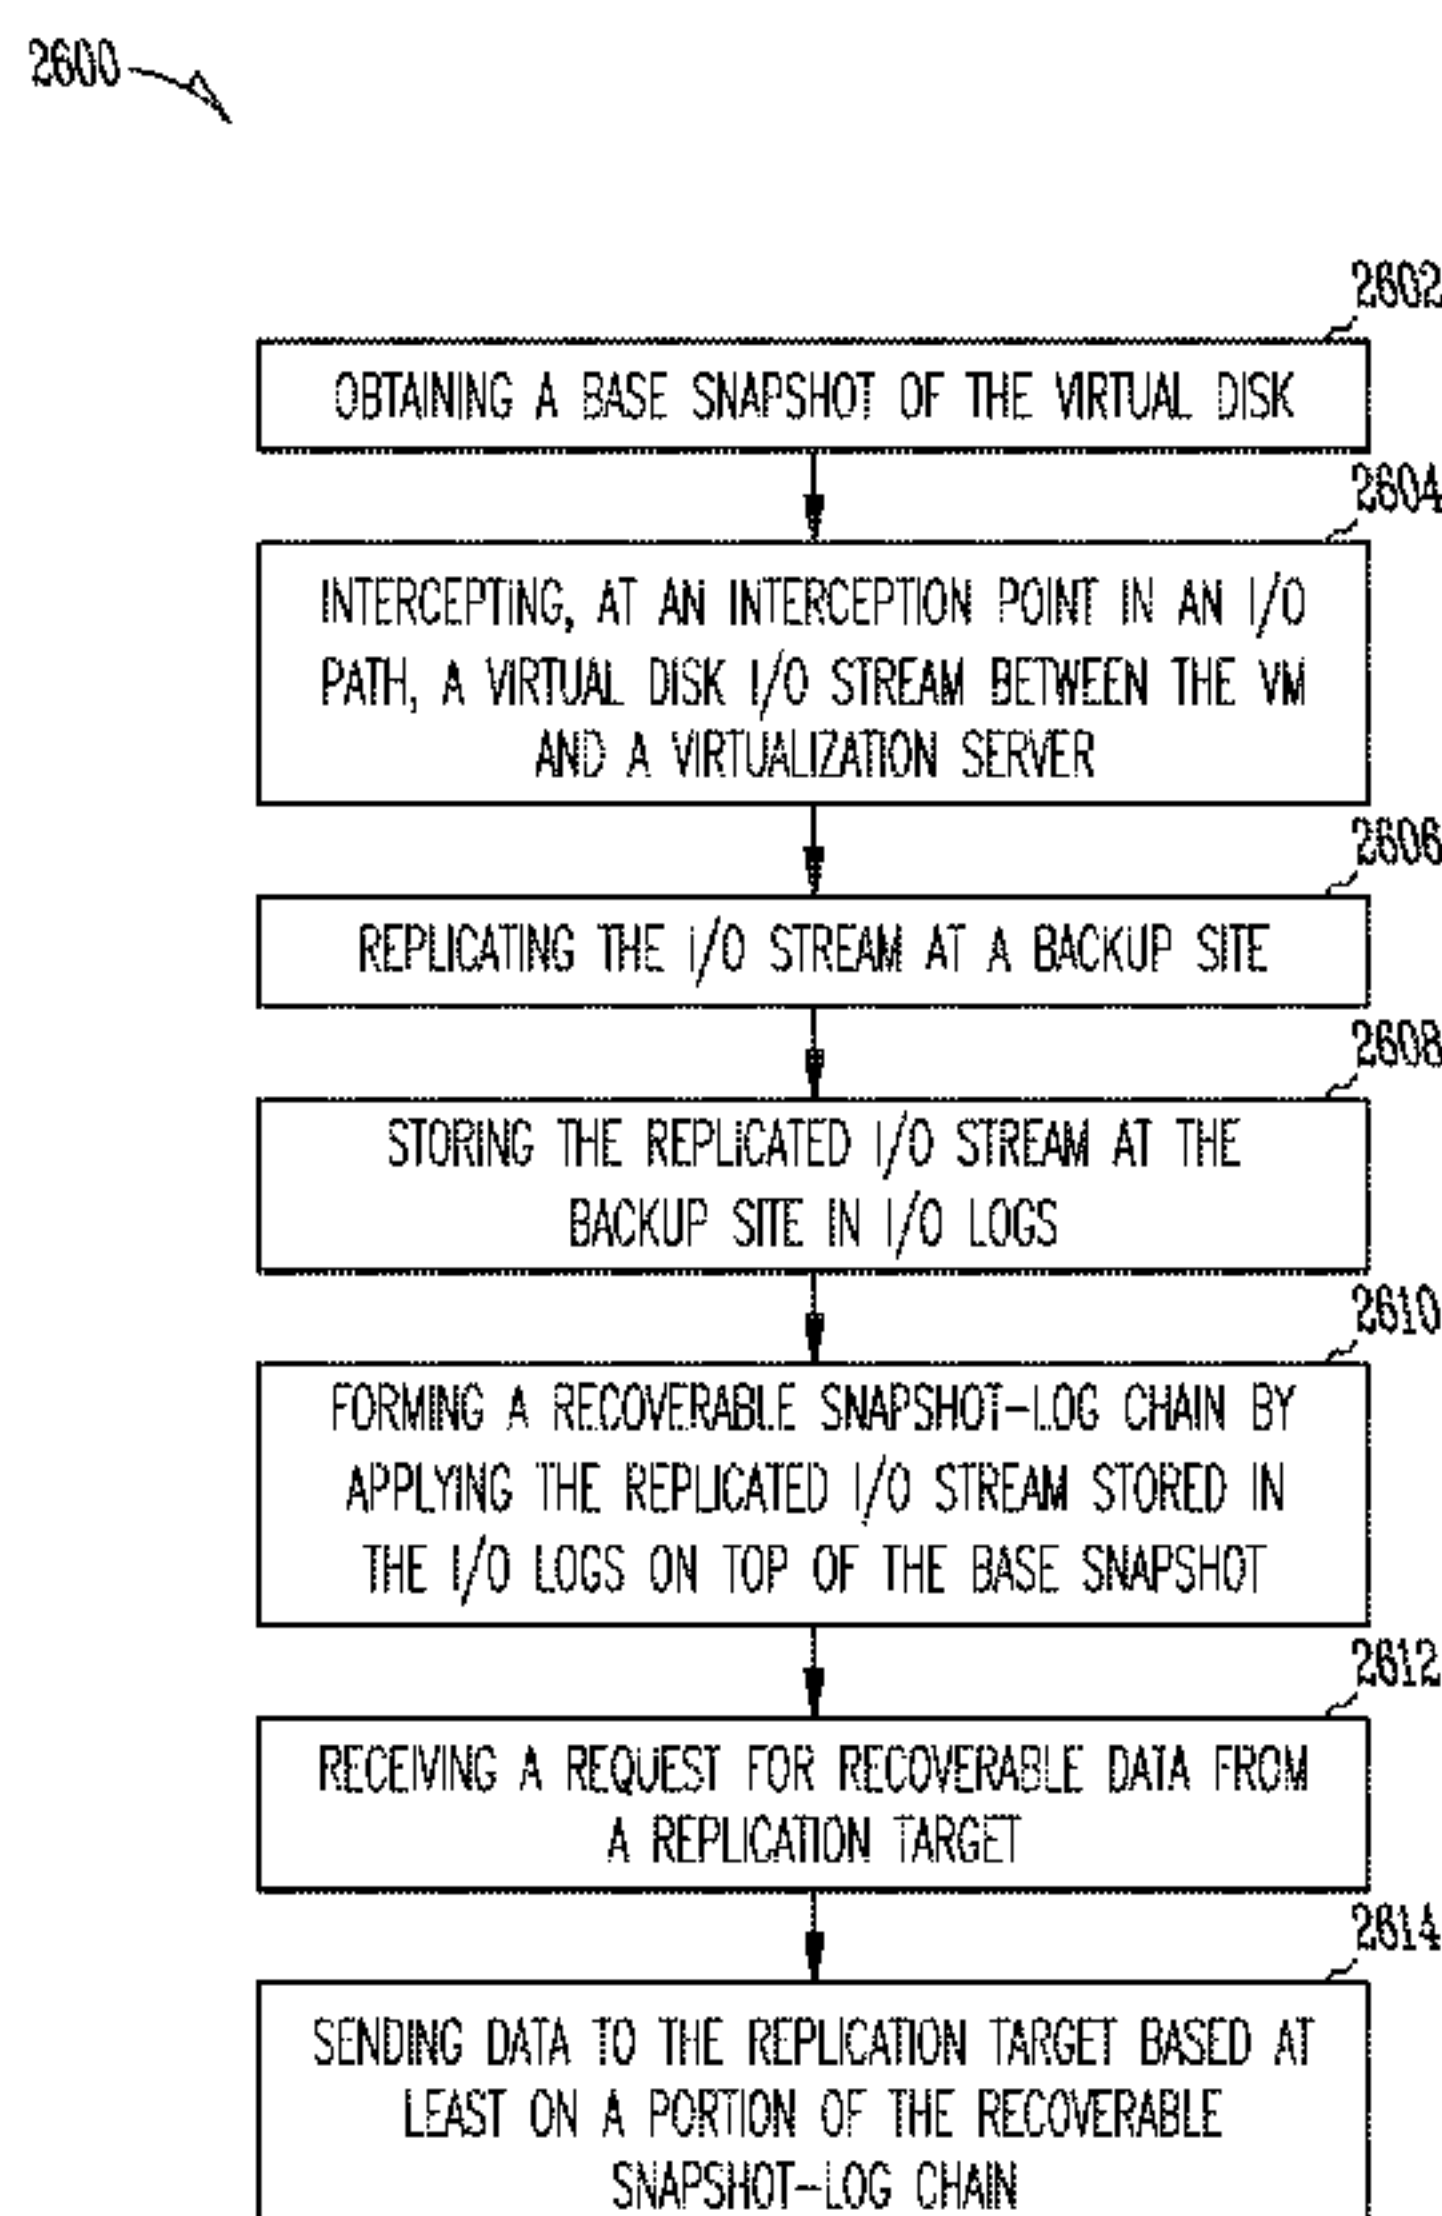 2600
2602
OBTAINING A BASE SNAPSHOT OF THE VIRTUAL DISK
2604
INTERCEPTING, AT AN INTERCEPTION POINT IN AN I/O
PATH, A VIRTUAL DISK I/O STREAM BETWEEN THE VM
AND A VIRTUALIZATION SERVER
2606
REPLICATING THE I/O STREAM AT A BACKUP SITE
2608
STORING THE REPLICATED I/O STREAM AT THE
BACKUP SITE IN I/O LOGS
2610
FORMING A RECOVERABLE SNAPSHOT-LOG CHAIN BY
APPLYING THE REPLICATED I/O STREAM STORED IN
THE I/O LOGS ON TOP OF THE BASE SNAPSHOT
2612
RECEIVING A REQUEST FOR RECOVERABLE DATA FROM
A REPLICATION TARGET
2614
SENDING DATA TO THE REPLICATION TARGET BASED AT
LEAST ON A PORTION OF THE RECOVERABLE
SNAPSHOT-LOG CHAIN